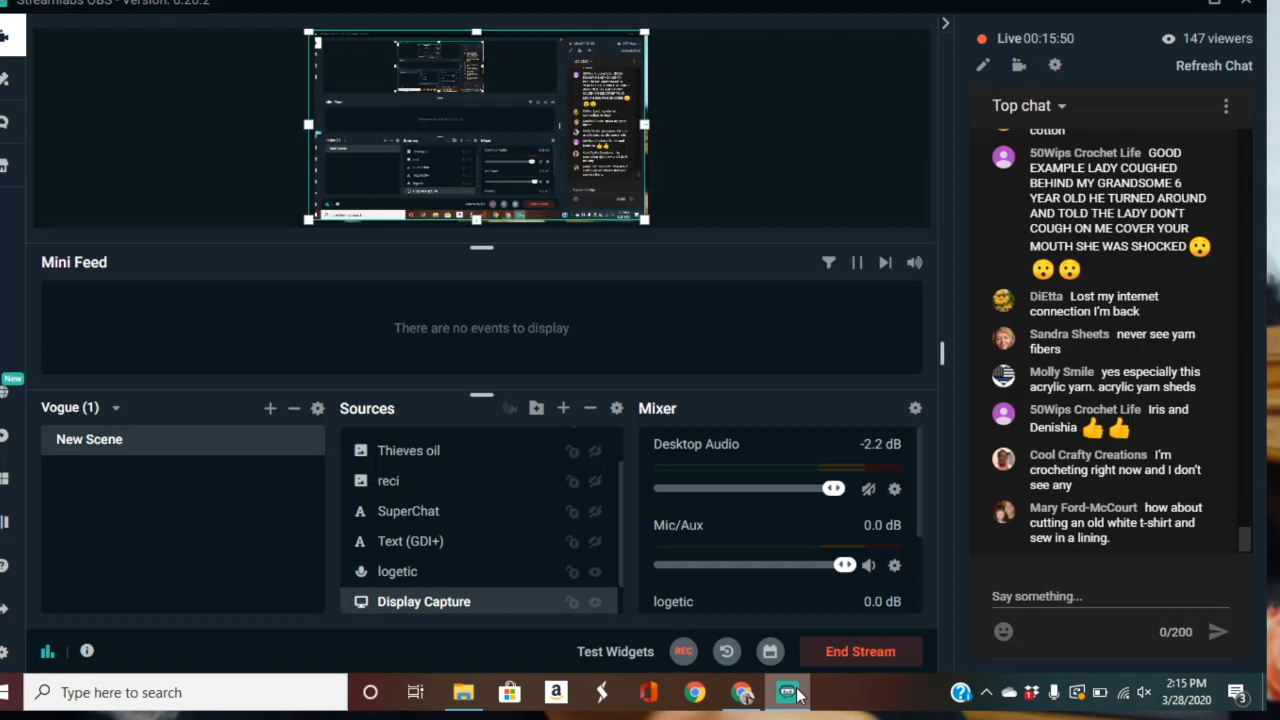 Streamlabs OBS - Version: 0.20.2
Live 00:15:50
147 viewers
Refresh Chat
Top chat
cotton
50Wips Crochet Life GOOD
EXAMPLE LADY COUGHED
BEHIND MY GRANDSOME 6
YEAR OLD HE TURNED AROUND
AND TOLD THE LADY DON'T
COUGH ON ME COVER YOUR
MOUTH SHE WAS SHOCKED 😮
😮😮
DiEtta Lost my internet
connection I'm back
Sandra Sheets never see yarn
fibers
Molly Smile yes especially this
acrylic yarn. acrylic yarn sheds
50Wips Crochet Life Iris and
Denishia 👍👍
Cool Crafty Creations I'm
crocheting right now and I don't
see any
Mary Ford-McCourt how about
cutting an old white t-shirt and
sew in a lining.
Say something...
0/200
Mini Feed
There are no events to display
New
Vogue (1)
New Scene
Sources
Thieves oil
reci
SuperChat
Text (GDI+)
logetic
Display Capture
Mixer
Desktop Audio -2.2 dB
Mic/Aux 0.0 dB
logetic 0.0 dB
Test Widgets
REC
End Stream
Type here to search
2:15 PM
3/28/2020
3